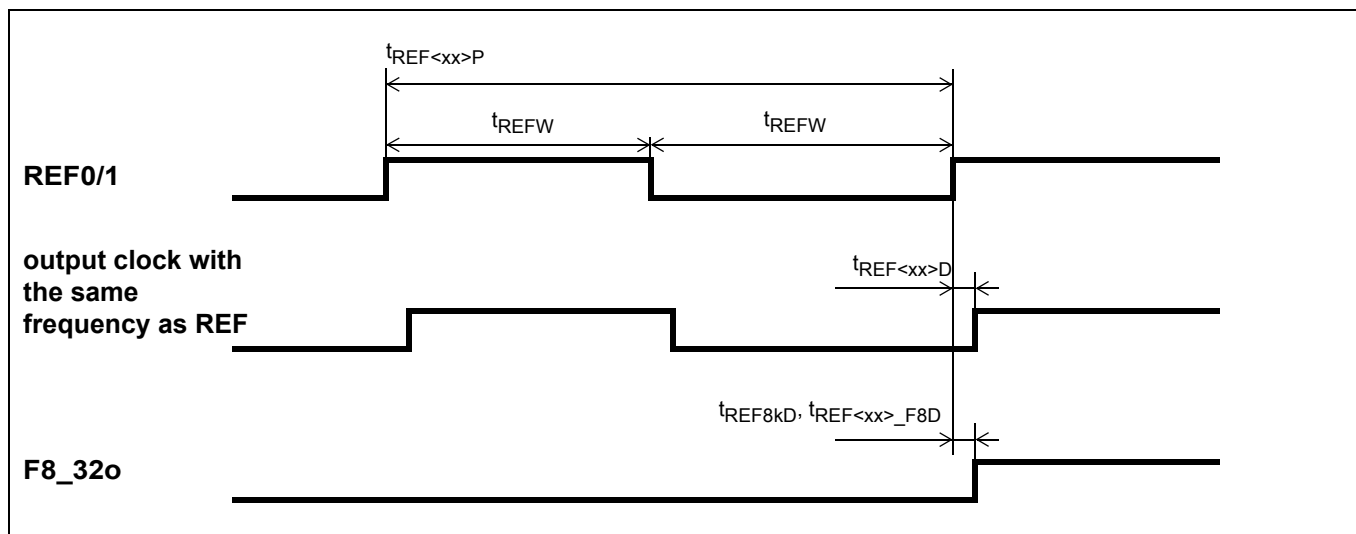 tREF<xx>P
tREFW tREFW
REF0/1
output clock with
the same
frequency as REF
tREF<xx>D
tREF8kD, tREF<xx>_F8D
F8_32o